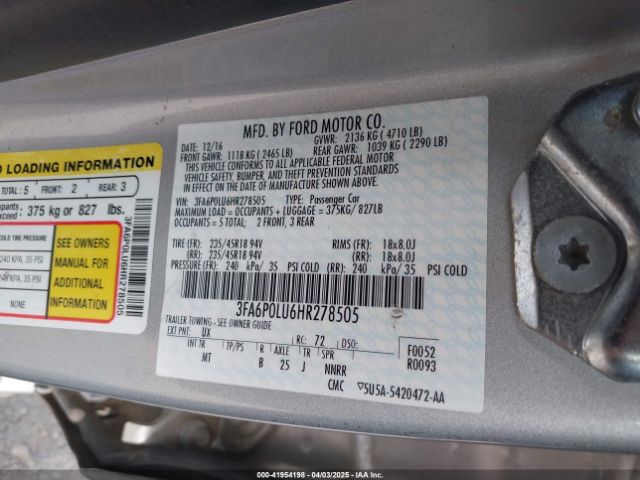 LOADING INFORMATION
TOTAL: 5 FRONT: 2 REAR: 3
375 kg or 827 lbs.
COLD TIRE PRESSURE
240 KPA, 35 PSI
SEE OWNERS
MANUAL FOR
ADDITIONAL
INFORMATION
NONE
3FA6P0LU6HR278505
MFD. BY FORD MOTOR CO.
DATE: 12/16 GVWR: 2136 KG ( 4710 LB)
FRONT GAWR: 1118 KG ( 2465 LB) REAR GAWR: 1039 KG ( 2290 LB)
THIS VEHICLE CONFORMS TO ALL APPLICABLE FEDERAL MOTOR
VEHICLE SAFETY, BUMPER, AND THEFT PREVENTION STANDARDS IN
EFFECT ON THE DATE OF MANUFACTURE SHOWN ABOVE.
VIN: 3FA6P0LU6HR278505 TYPE: Passenger Car
MAXIMUM LOAD = OCCUPANTS + LUGGAGE = 375KG/ 827LB
OCCUPANTS = 5 TOTAL; 2 FRONT, 3 REAR
TIRE (FR): 235/45R18 94V RIMS (FR): 18x8.0J
(RR): 235/45R18 94V (RR): 18x8.0J
PRESSURE (FR): 240 kPa/ 35 PSI COLD (RR): 240 kPa/ 35 PSI COLD
3FA6P0LU6HR278505
TRAILER TOWING - SEE OWNER GUIDE
EXT PNT: UX RC: 72 DSO: F0052
INT TR TP/PS R AXLE TR SPR R0093
MT B 25 J NNRR
CMC ▽5U5A-5420472-AA
IAAI: STOCK #: 41954198 04/03/2025 - IAAI.COM